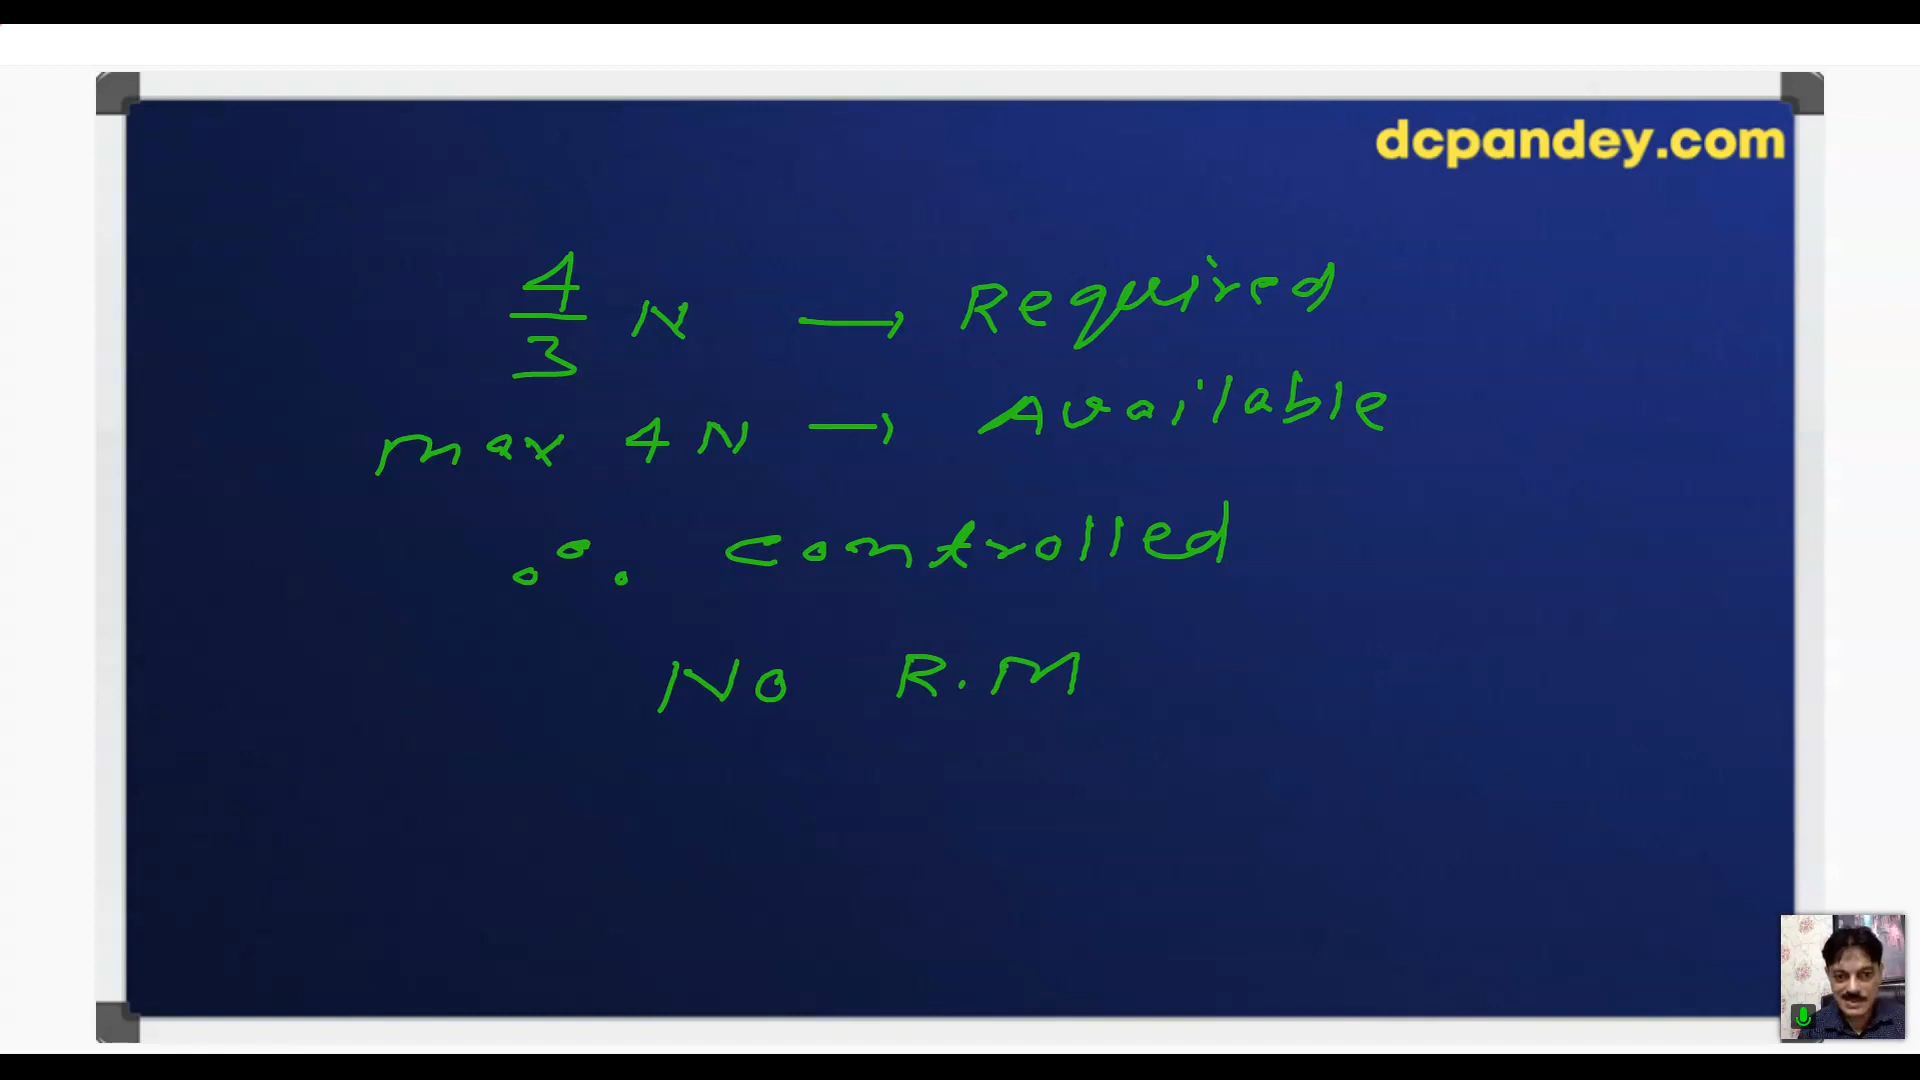 dcpandey.com
4/3 N → Required
max 4 N → Available
∴ controlled
No R.M